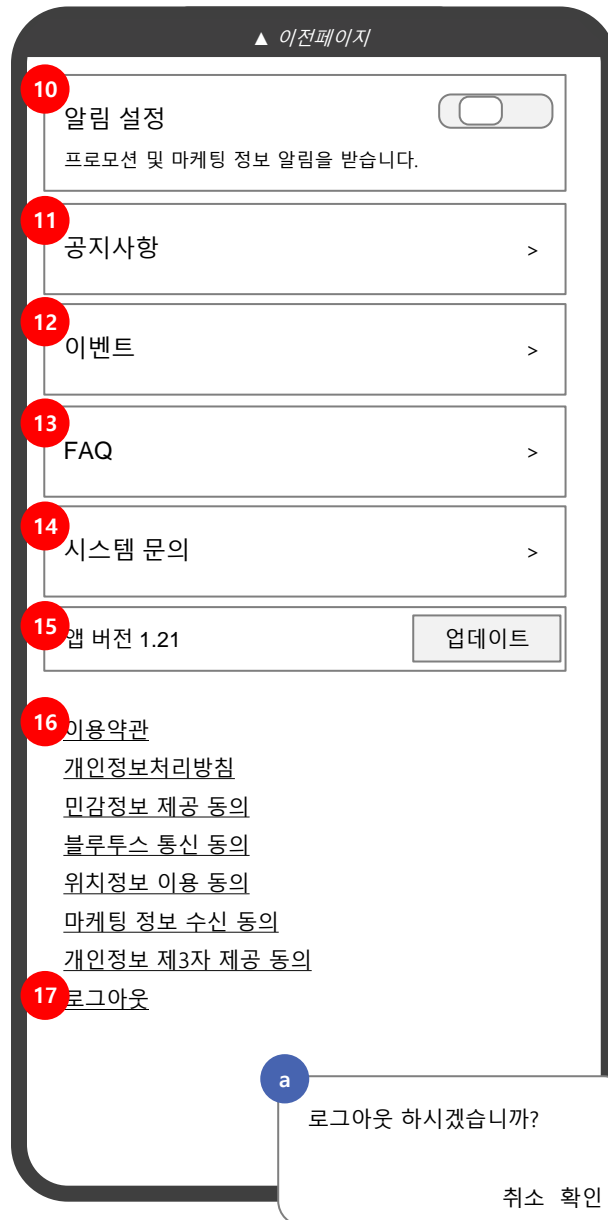 ▲ 이전페이지
10
알림 설정
프로모션 및 마케팅 정보 알림을 받습니다.
11
공지사항 >
12
이벤트 >
13
FAQ >
14
시스템 문의 >
15
앱 버전 1.21 업데이트
16
이용약관
개인정보처리방침
민감정보 제공 동의
블루투스 통신 동의
위치정보 이용 동의
마케팅 정보 수신 동의
개인정보 제3자 제공 동의
17
로그아웃
a
로그아웃 하시겠습니까?
취소 확인